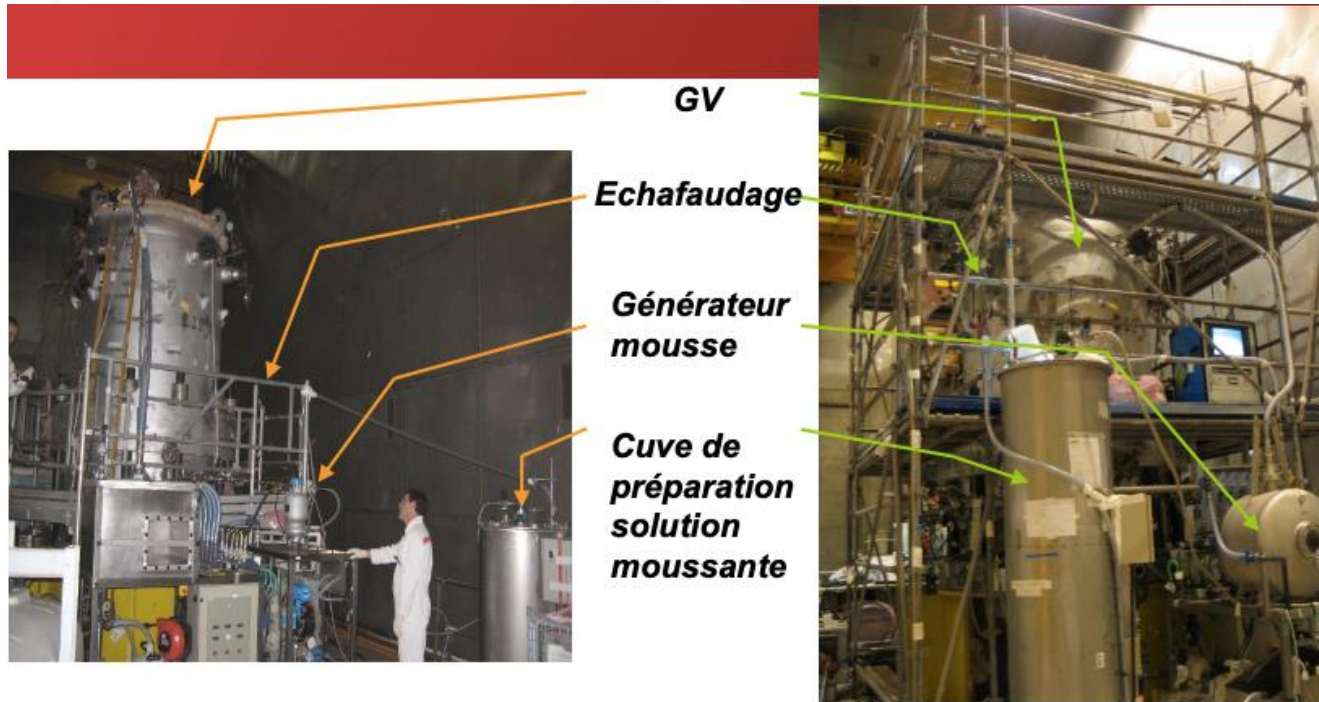 GV
Echafaudage
Générateur
mousse
Cuve de
préparation
solution
moussante